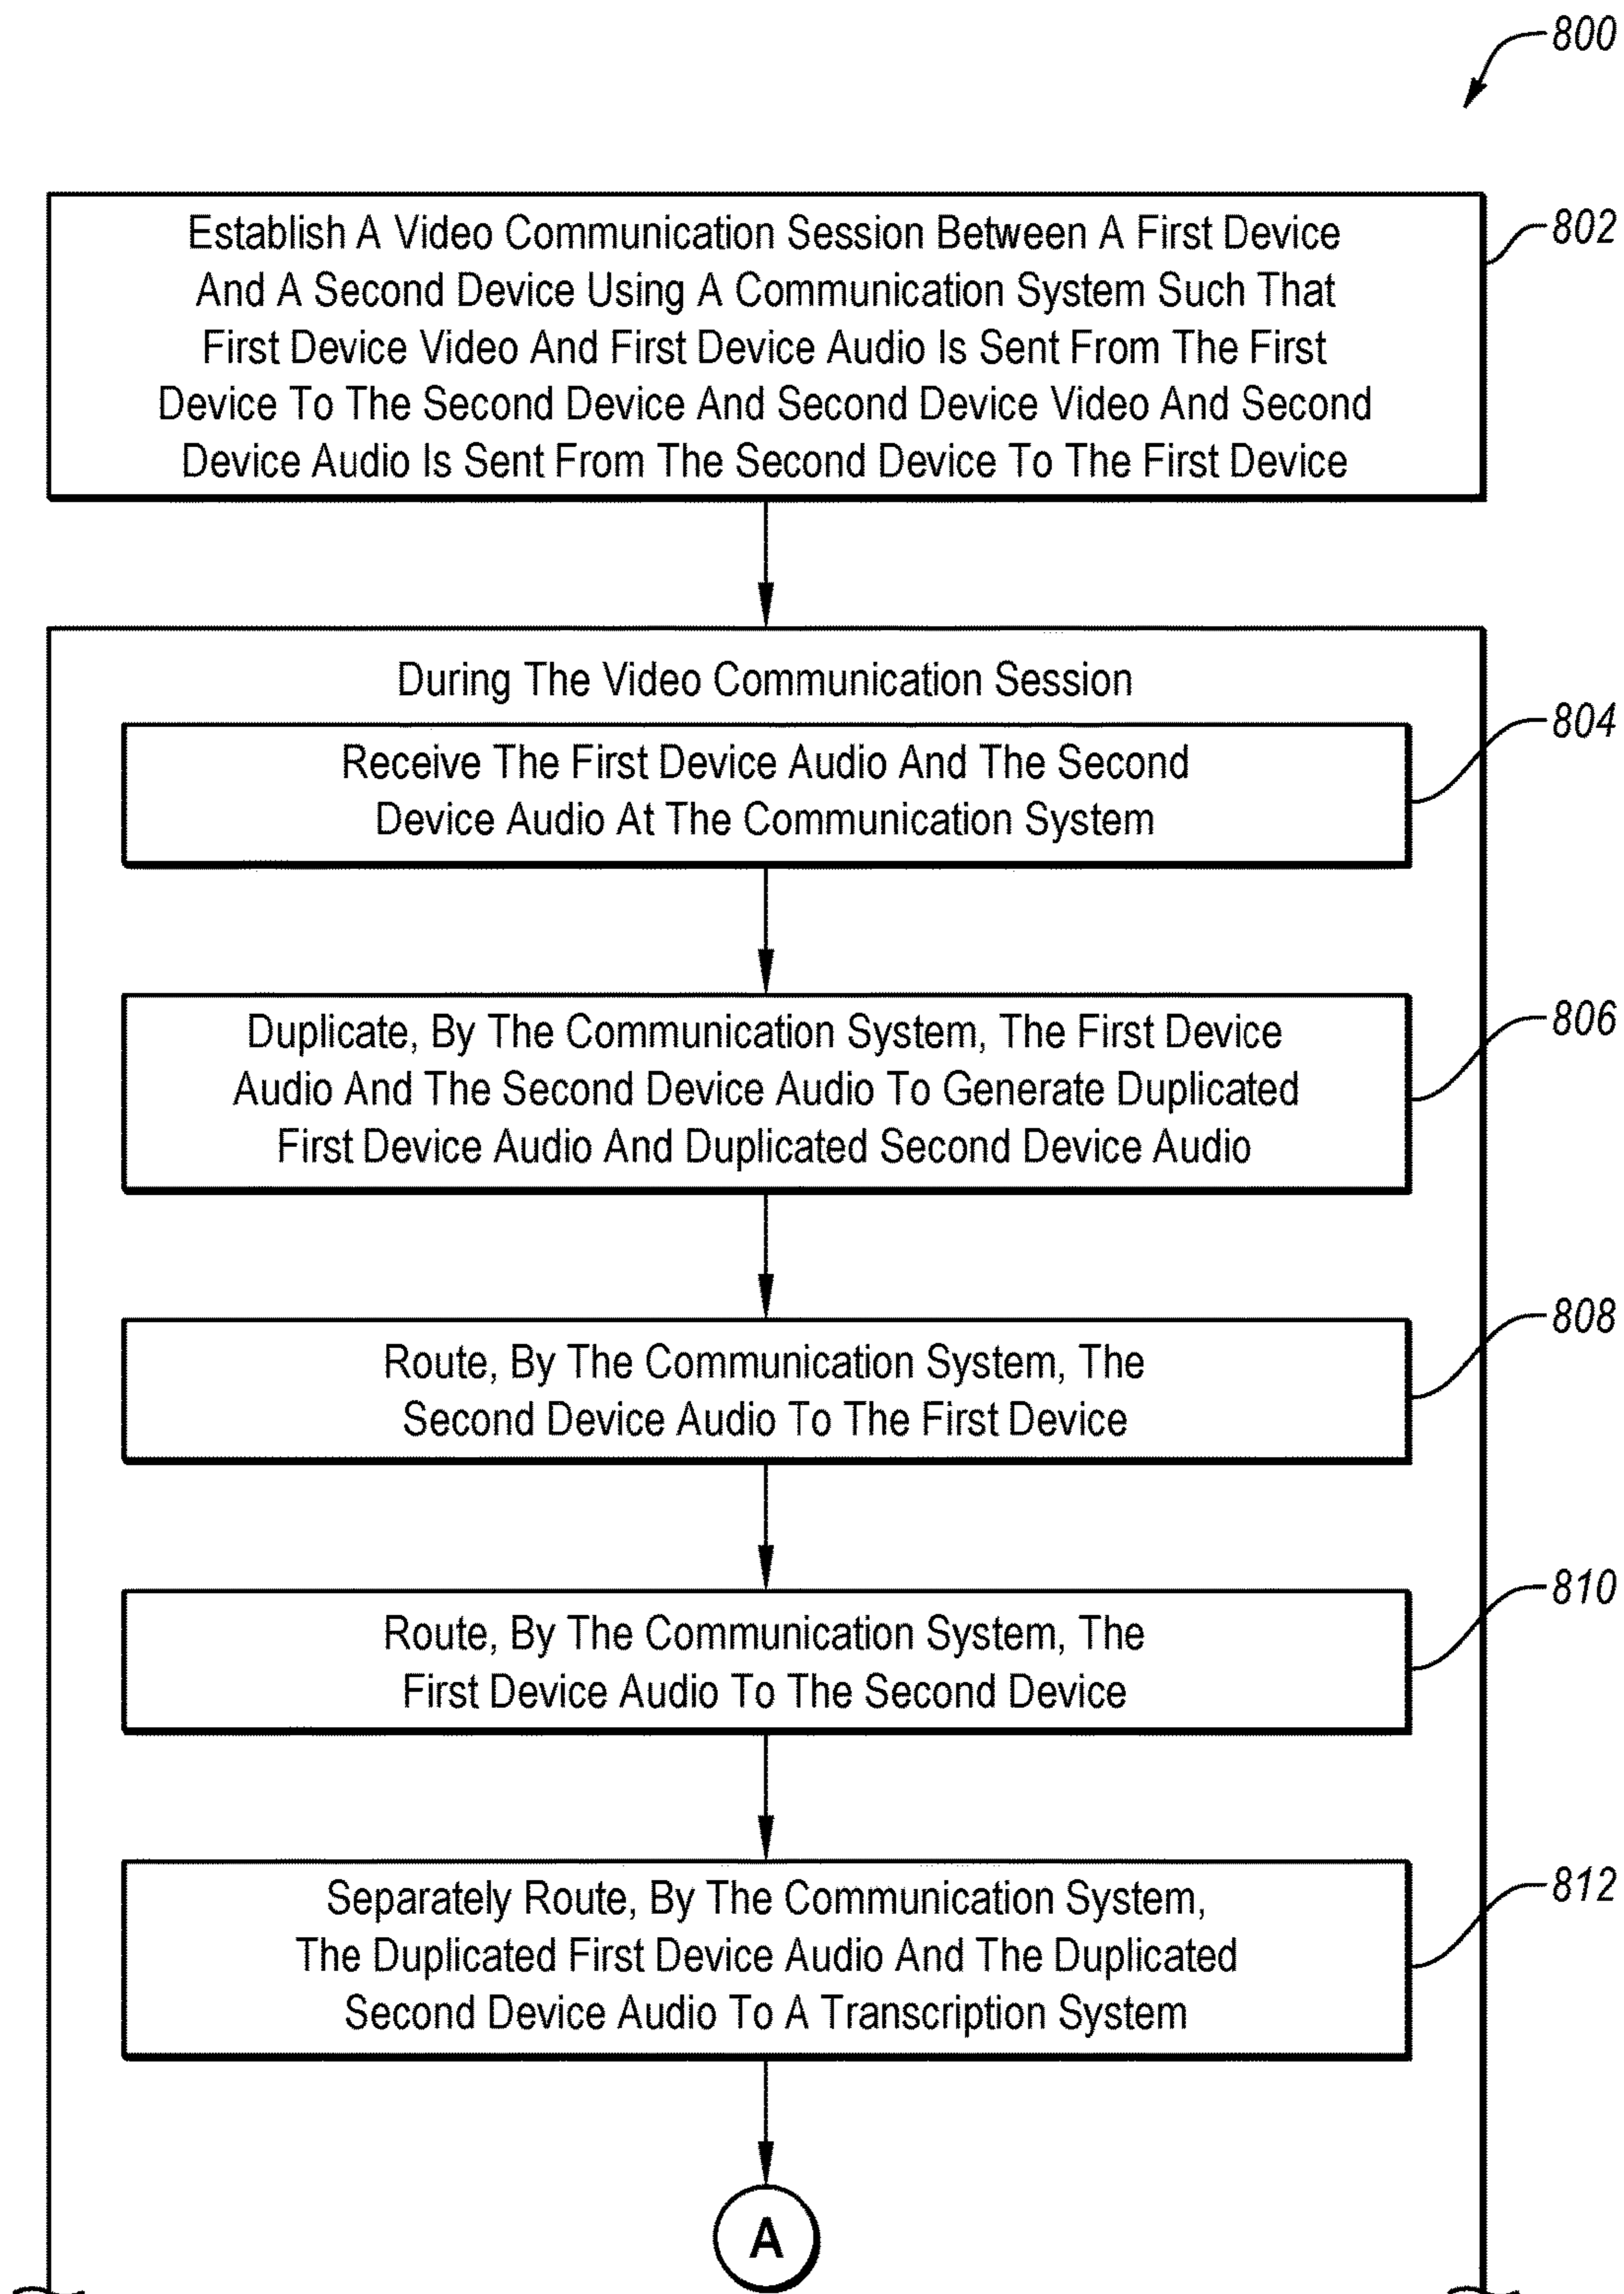 800
Establish A Video Communication Session Between A First Device
And A Second Device Using A Communication System Such That
First Device Video And First Device Audio Is Sent From The First
Device To The Second Device And Second Device Video And Second
Device Audio Is Sent From The Second Device To The First Device
802
During The Video Communication Session
804
Receive The First Device Audio And The Second
Device Audio At The Communication System
806
Duplicate, By The Communication System, The First Device
Audio And The Second Device Audio To Generate Duplicated
First Device Audio And Duplicated Second Device Audio
808
Route, By The Communication System, The
Second Device Audio To The First Device
810
Route, By The Communication System, The
First Device Audio To The Second Device
812
Separately Route, By The Communication System,
The Duplicated First Device Audio And The Duplicated
Second Device Audio To A Transcription System
A